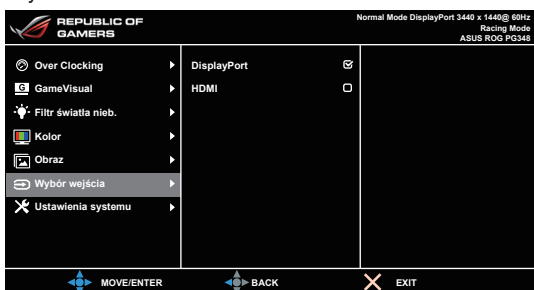 REPUBLIC OF
GAMERS
Normal Mode DisplayPort 3440 x 1440@ 60Hz
Racing Mode
ASUS ROG PG348
Over Clocking
G GameVisual
Filtr światła nieb.
Kolor
Obraz
Wybór wejścia
Ustawienia systemu
DisplayPort
HDMI
MOVE/ENTER
BACK
EXIT